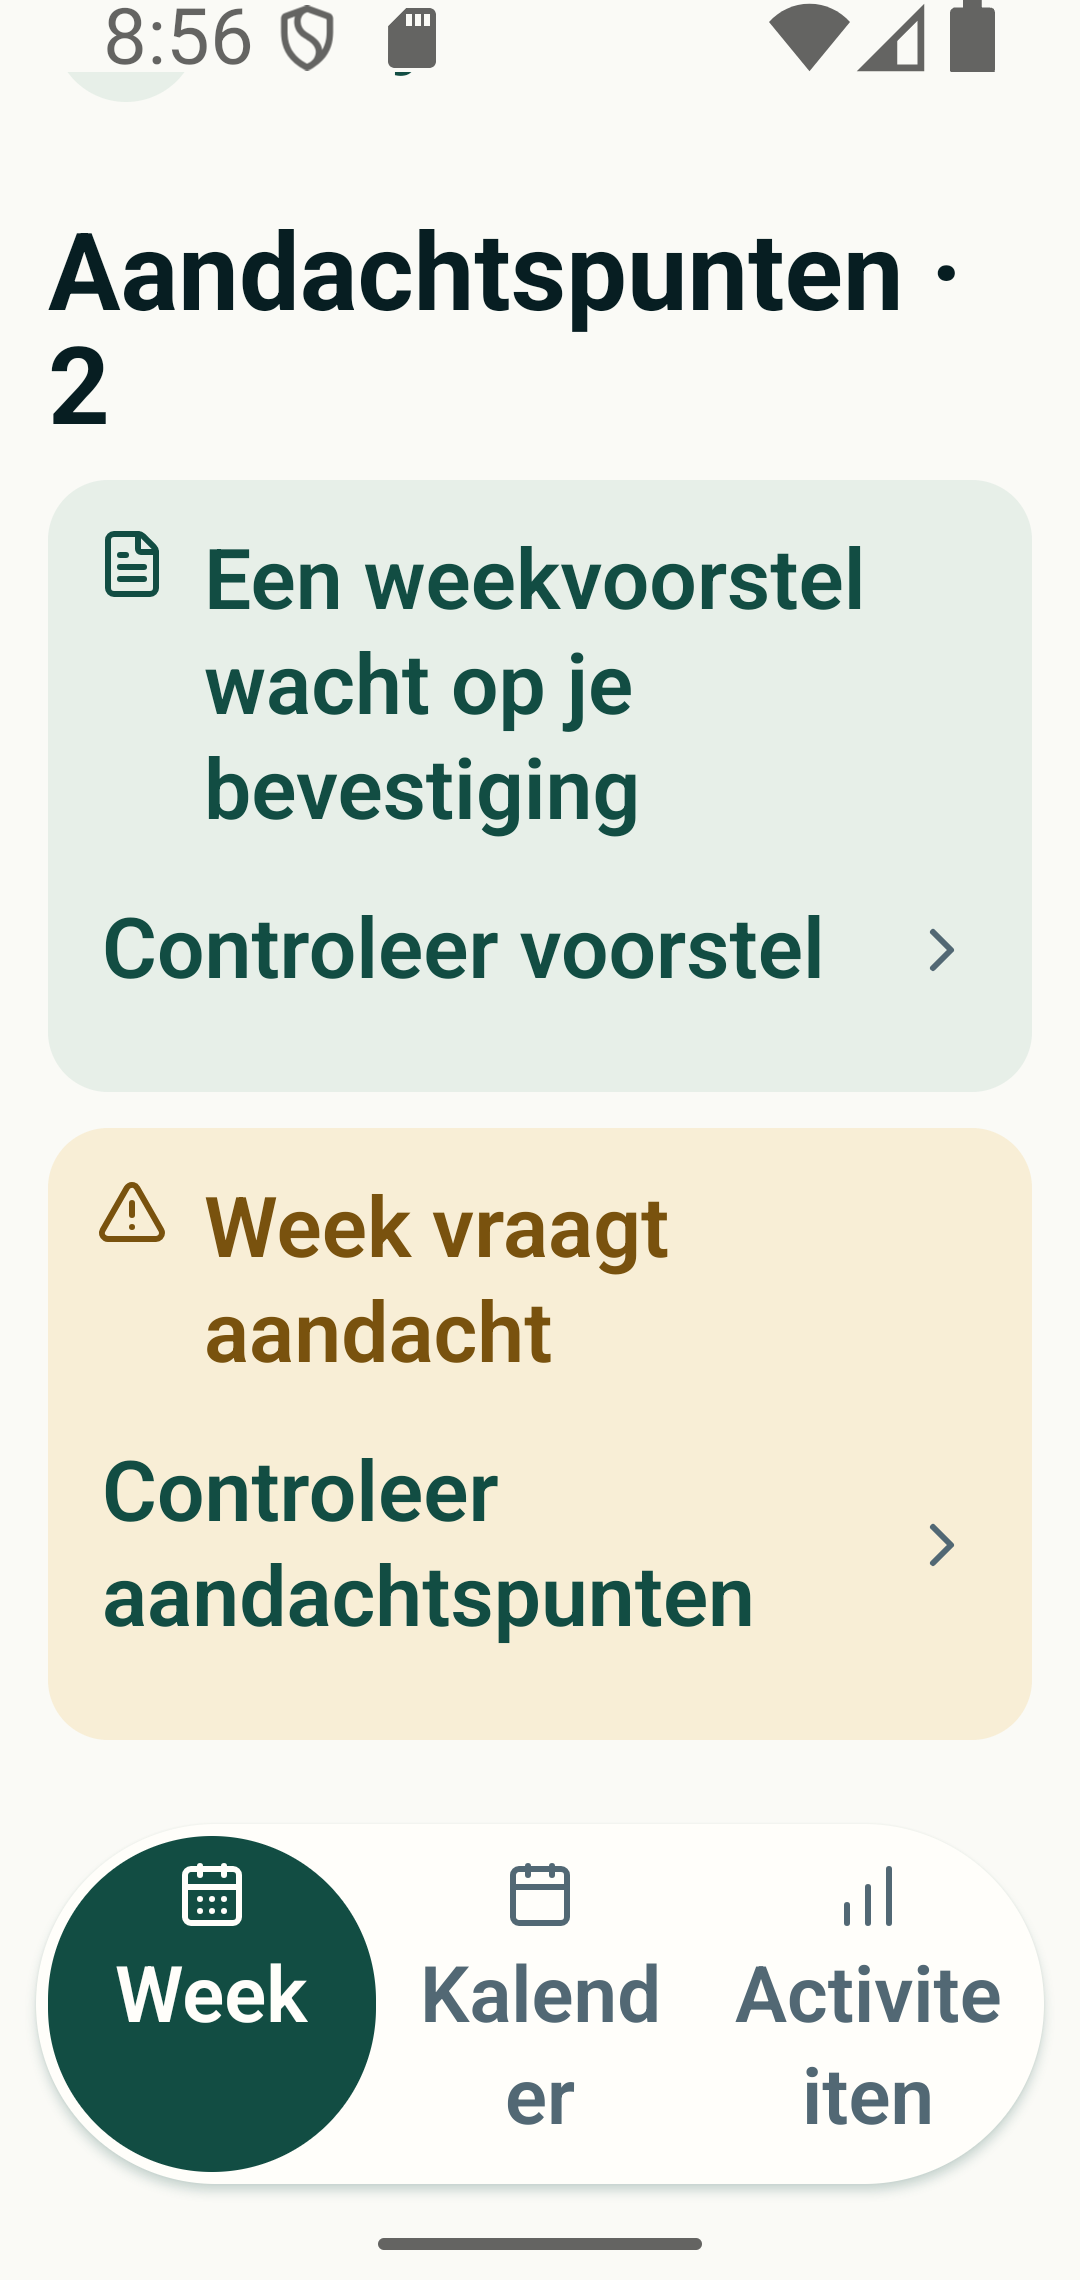 8:56
Aandachtspunten ·
2
Een weekvoorstel
wacht op je
bevestiging
Controleer voorstel
Week vraagt
aandacht
Controleer
aandachtspunten
Week
Kalend
er
Activite
iten